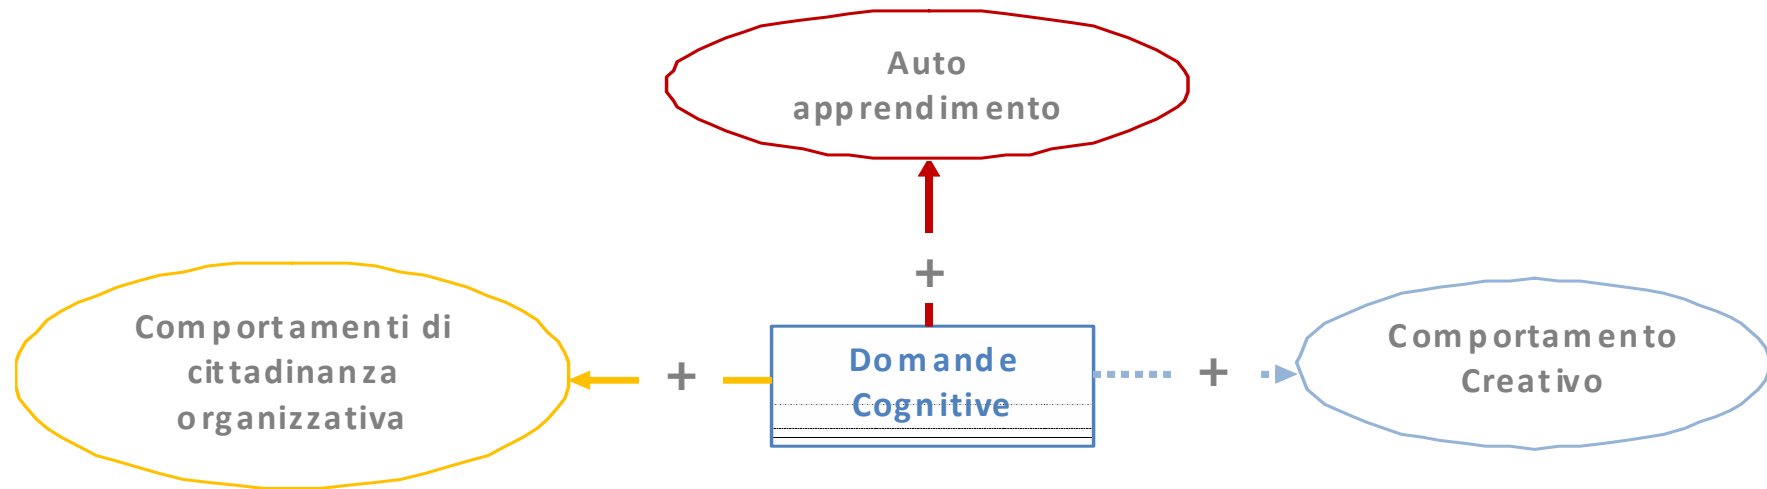 Auto
apprendimento
+
Comportamenti di
cittadinanza
organizzativa
+
Domande
Cognitive
+
Comportamento
Creativo